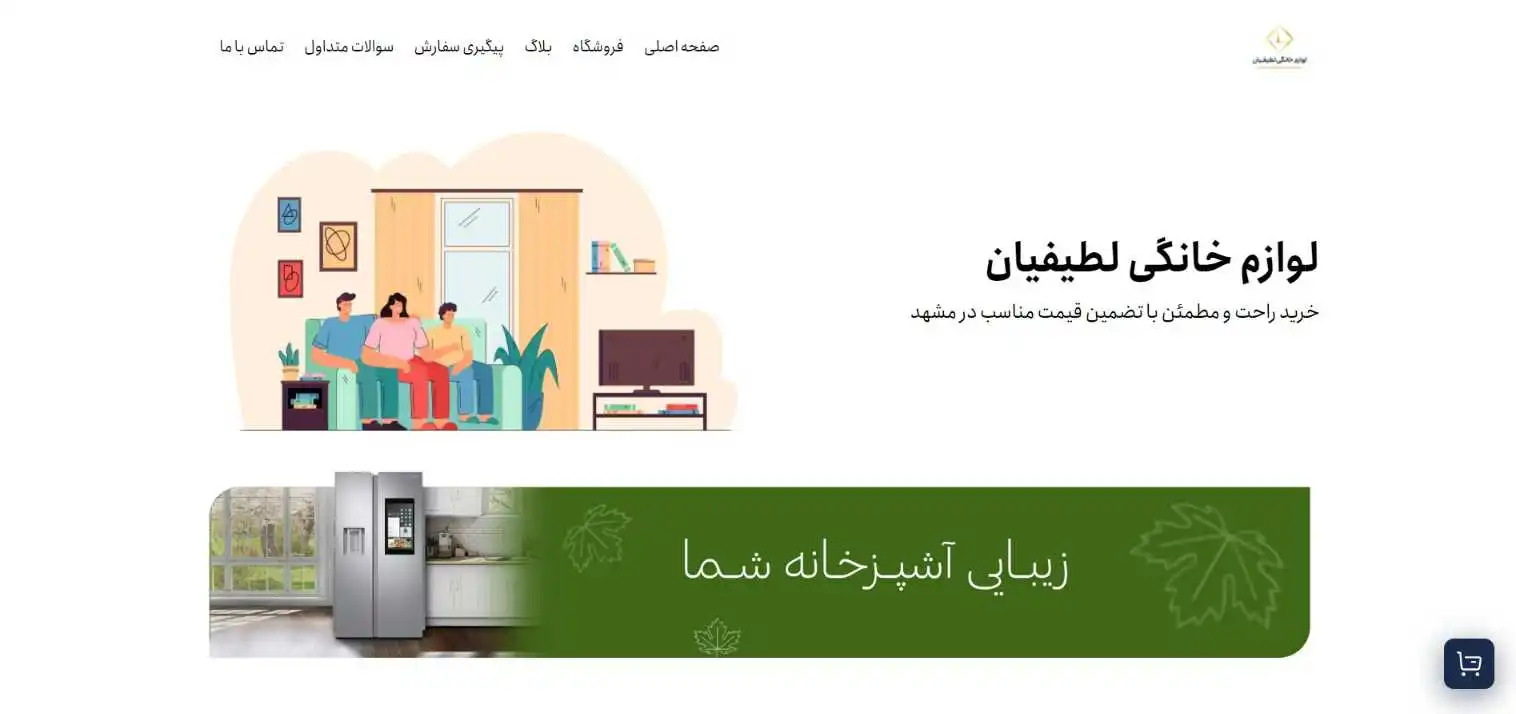 لوازم خانگی لطیفیان
صفحه اصلی فروشگاه بلاگ پیگیری سفارش سوالات متداول تماس با ما
لوازم خانگی لطیفیان
خرید راحت و مطمئن با تضمین قیمت مناسب در مشهد
زیبایی آشپزخانه شما